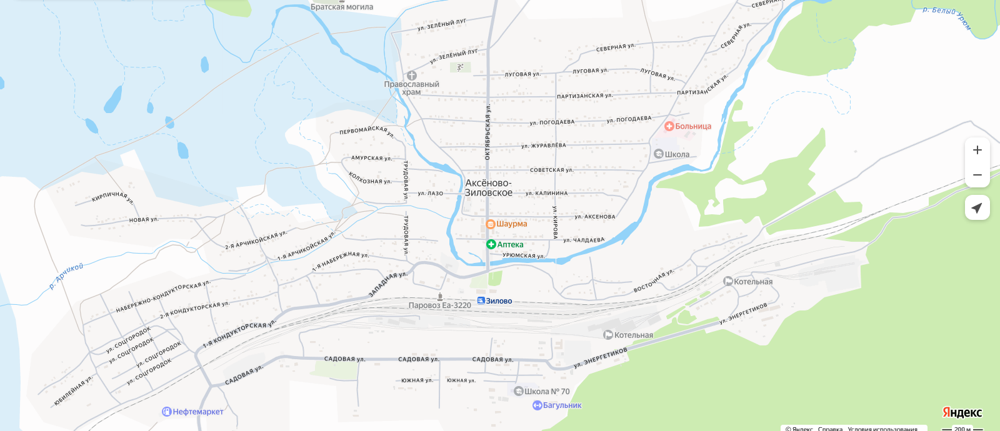 Братская могила
р. Белый Урюм
СЕВЕРНАЯ
ул. ЗЕЛЁНЫЙ ЛУГ
СЕВЕРНАЯ ул.
СЕВЕРНАЯ ул.
ул. ЗЕЛЁНЫЙ ЛУГ
ЛУГОВАЯ ул.
ЛУГОВАЯ ул.
ЛУГОВАЯ ул.
Православный
храм
ПАРТИЗАНСКАЯ ул.
ПАРТИЗАНСКАЯ ул.
ОКТЯБРЬСКАЯ ул.
ул. ПОГОДАЕВА
ул. ПОГОДАЕВА
Больница
ПЕРВОМАЙСКАЯ ул.
ул. ЖУРАВЛЁВА
Школа
АМУРСКАЯ ул.
ТРУДОВАЯ ул.
СОВЕТСКАЯ ул.
КОЛХОЗНАЯ ул.
Аксёново-
Зиловское
ул. ЛАЗО
ул. КАЛИНИНА
КИРПИЧНАЯ ул.
ул. КИРОВА
НОВАЯ ул.
ТРУДОВАЯ ул.
Шаурма
ул. АКСЕНОВА
2-я АРЧИКОЙСКАЯ ул.
1-я АРЧИКОЙСКАЯ ул.
Аптека
ул. ЧАЛДАЕВА
УРЮМСКАЯ ул.
1-я НАБЕРЕЖНАЯ ул.
р. Арчикой
ЗАПАДНАЯ ул.
ВОСТОЧНАЯ ул.
Котельная
НАБЕРЕЖНО-КОНДУКТОРСКАЯ ул.
2-я КОНДУКТОРСКАЯ ул.
Паровоз Еа-3220
Зилово
ул. ЭНЕРГЕТИКОВ
1-я КОНДУКТОРСКАЯ ул.
Котельная
ул. СОЦГОРОДОК
ул. СОЦГОРОДОК
ул. СОЦГОРОДОК
ул. СОЦГОРОДОК
САДОВАЯ ул.
САДОВАЯ ул.
САДОВАЯ ул.
ул. ЭНЕРГЕТИКОВ
САДОВАЯ ул.
ЮЖНАЯ ул.
ЮЖНАЯ ул.
ЮБИЛЕЙНАЯ ул.
Школа № 70
Багульник
Нефтемаркет
Яндекс
© Яндекс Справка Условия использования
200 м